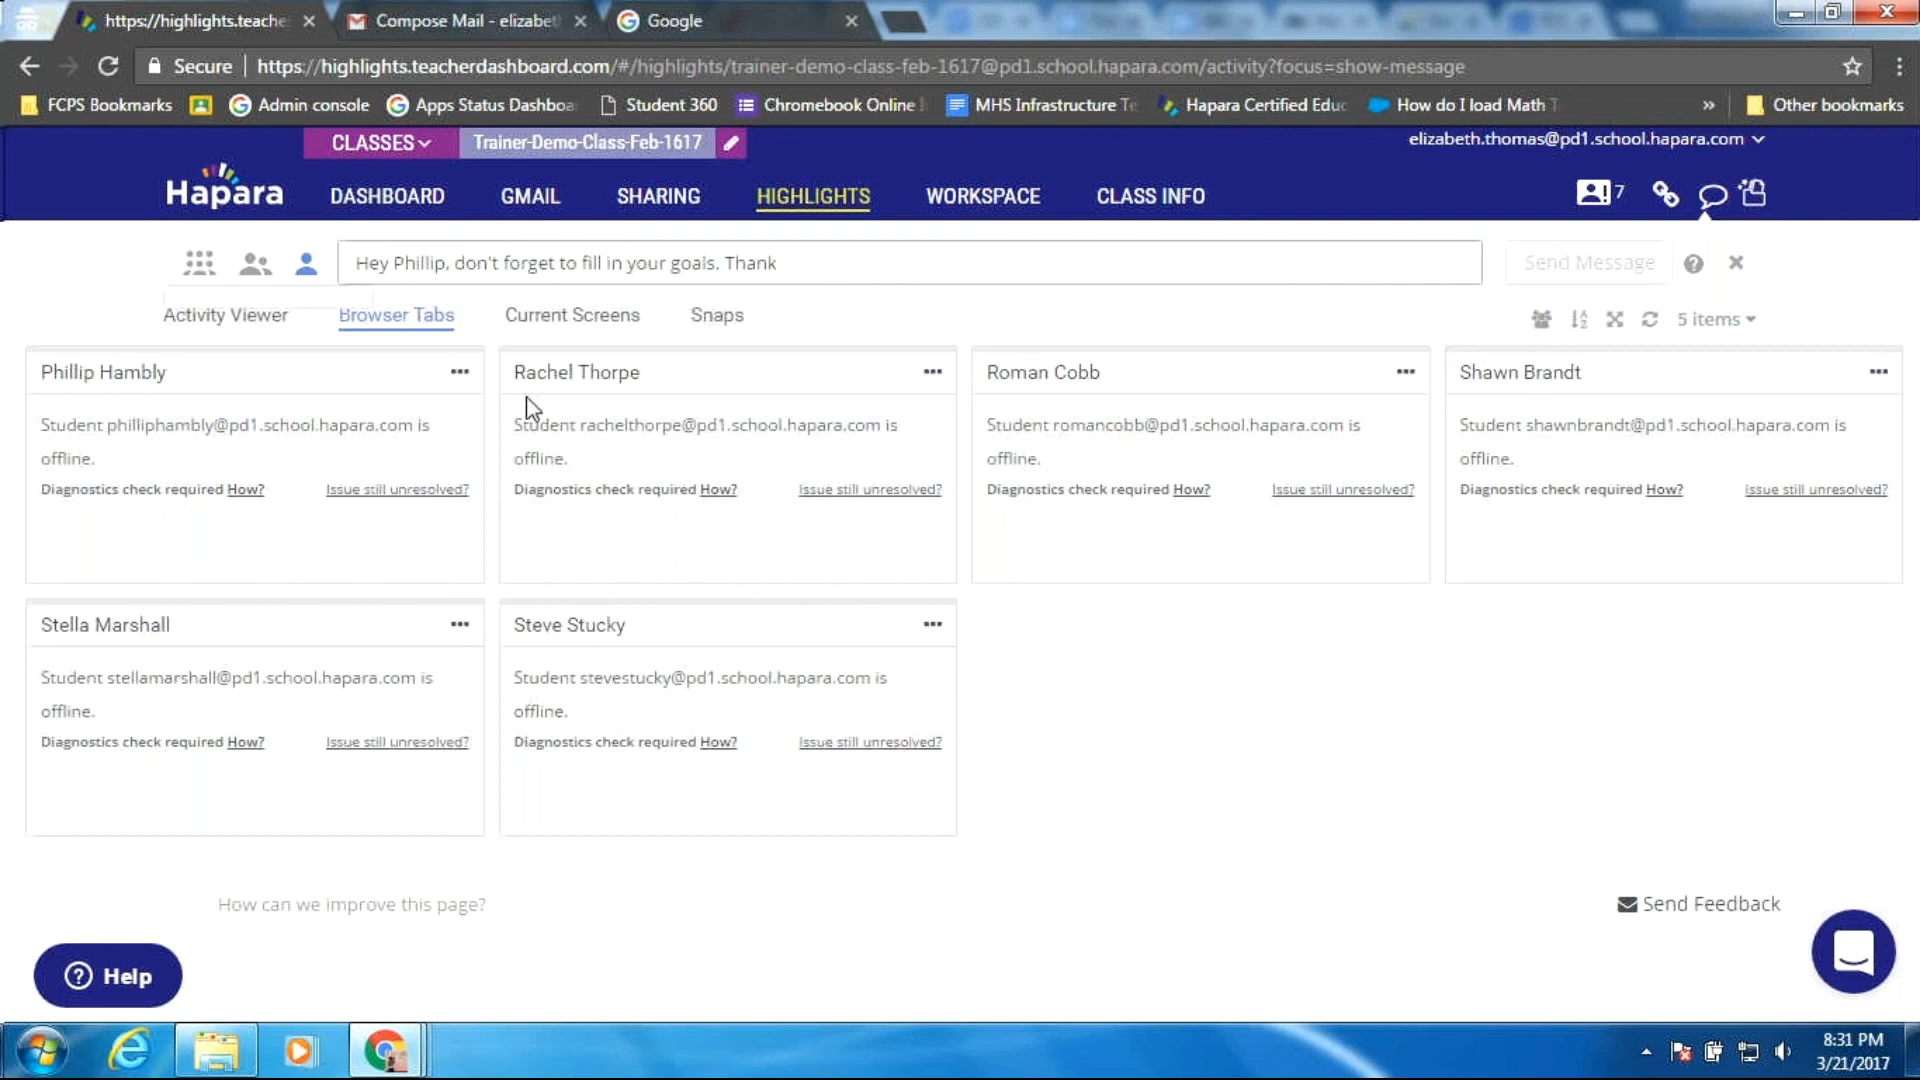 https://highlights.teache
Compose Mail - elizabet
Google
Secure
https://highlights.teacherdashboard.com/#/highlights/trainer-demo-class-feb-1617@pd1.school.hapara.com/activity?focus=show-message
FCPS Bookmarks
Admin console
Apps Status Dashboa
Student 360
Chromebook Online
MHS Infrastructure Te
Hapara Certified Educ
How do I load Math T
»
Other bookmarks
CLASSES
Trainer-Demo-Class-Feb-1617
elizabeth.thomas@pd1.school.hapara.com
Hapara
DASHBOARD
GMAIL
SHARING
HIGHLIGHTS
WORKSPACE
CLASS INFO
7
Hey Phillip, don't forget to fill in your goals. Thank
Send Message
Activity Viewer
Browser Tabs
Current Screens
Snaps
5 items
Phillip Hambly
Student philliphambly@pd1.school.hapara.com is
offline.
Diagnostics check required How?
Issue still unresolved?
Rachel Thorpe
Student rachelthorpe@pd1.school.hapara.com is
offline.
Diagnostics check required How?
Issue still unresolved?
Roman Cobb
Student romancobb@pd1.school.hapara.com is
offline.
Diagnostics check required How?
Issue still unresolved?
Shawn Brandt
Student shawnbrandt@pd1.school.hapara.com is
offline.
Diagnostics check required How?
Issue still unresolved?
Stella Marshall
Student stellamarshall@pd1.school.hapara.com is
offline.
Diagnostics check required How?
Issue still unresolved?
Steve Stucky
Student stevestucky@pd1.school.hapara.com is
offline.
Diagnostics check required How?
Issue still unresolved?
How can we improve this page?
Send Feedback
Help
8:31 PM
3/21/2017